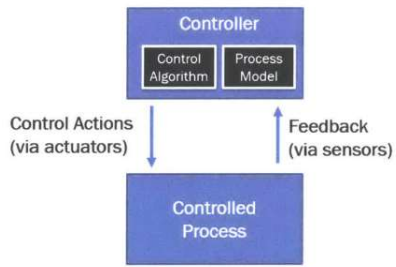 Controller
Control
Algorithm
Process
Model
Control Actions
(via actuators)
Feedback
(via sensors)
Controlled
Process